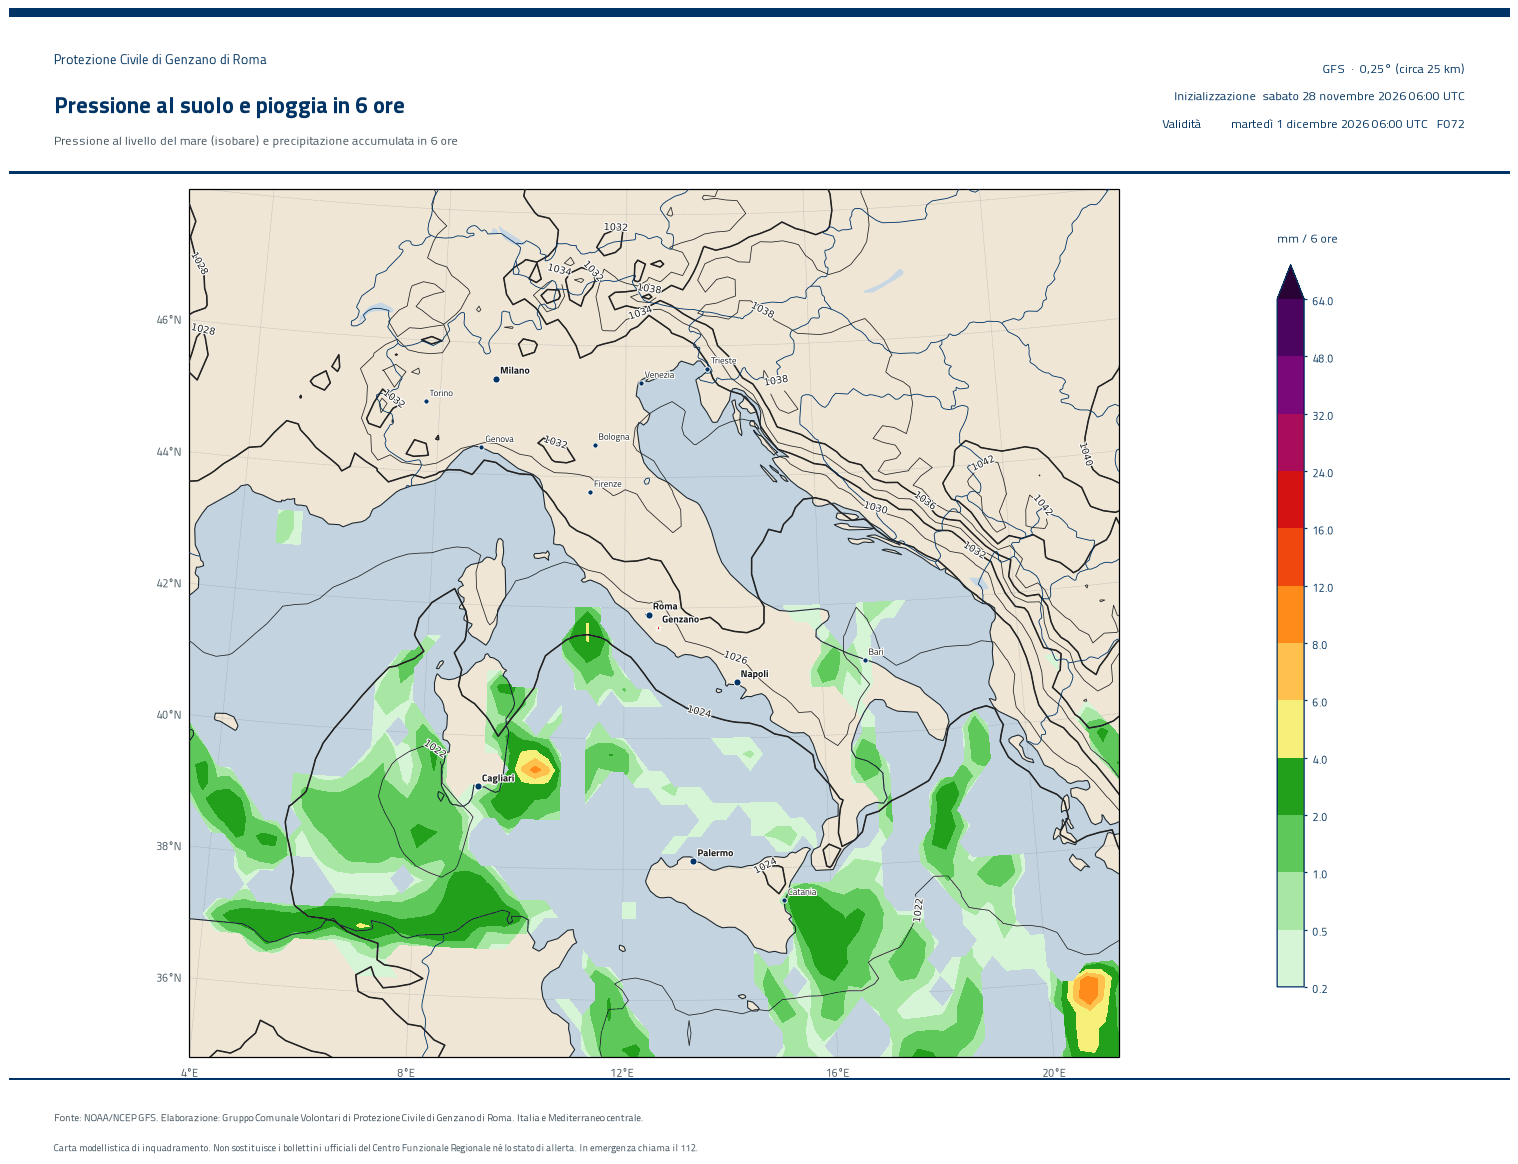 Protezione Civile di Genzano di Roma
Pressione al suolo e pioggia in 6 ore
Pressione al livello del mare (isobare) e precipitazione accumulata in 6 ore
GFS · 0,25° (circa 25 km)
Inizializzazione sabato 28 novembre 2026 06:00 UTC
Validità martedì 1 dicembre 2026 06:00 UTC F072
mm / 6 ore
64.0
48.0
32.0
24.0
16.0
12.0
8.0
6.0
4.0
2.0
1.0
0.5
0.2
46°N
44°N
42°N
40°N
38°N
36°N
4°E
8°E
12°E
16°E
20°E
1028
1028
1032
1034
1032
1038
1034
1038
1038
1032
1032
1042
1040
1042
1036
1030
1032
1026
1024
1022
1024
1022
Milano
Torino
Genova
Bologna
Firenze
Venezia
Trieste
Roma
Genzano
Napoli
Bari
Cagliari
Palermo
Catania
Fonte: NOAA/NCEP GFS. Elaborazione: Gruppo Comunale Volontari di Protezione Civile di Genzano di Roma. Italia e Mediterraneo centrale.
Carta modellistica di inquadramento. Non sostituisce i bollettini ufficiali del Centro Funzionale Regionale né lo stato di allerta. In emergenza chiama il 112.